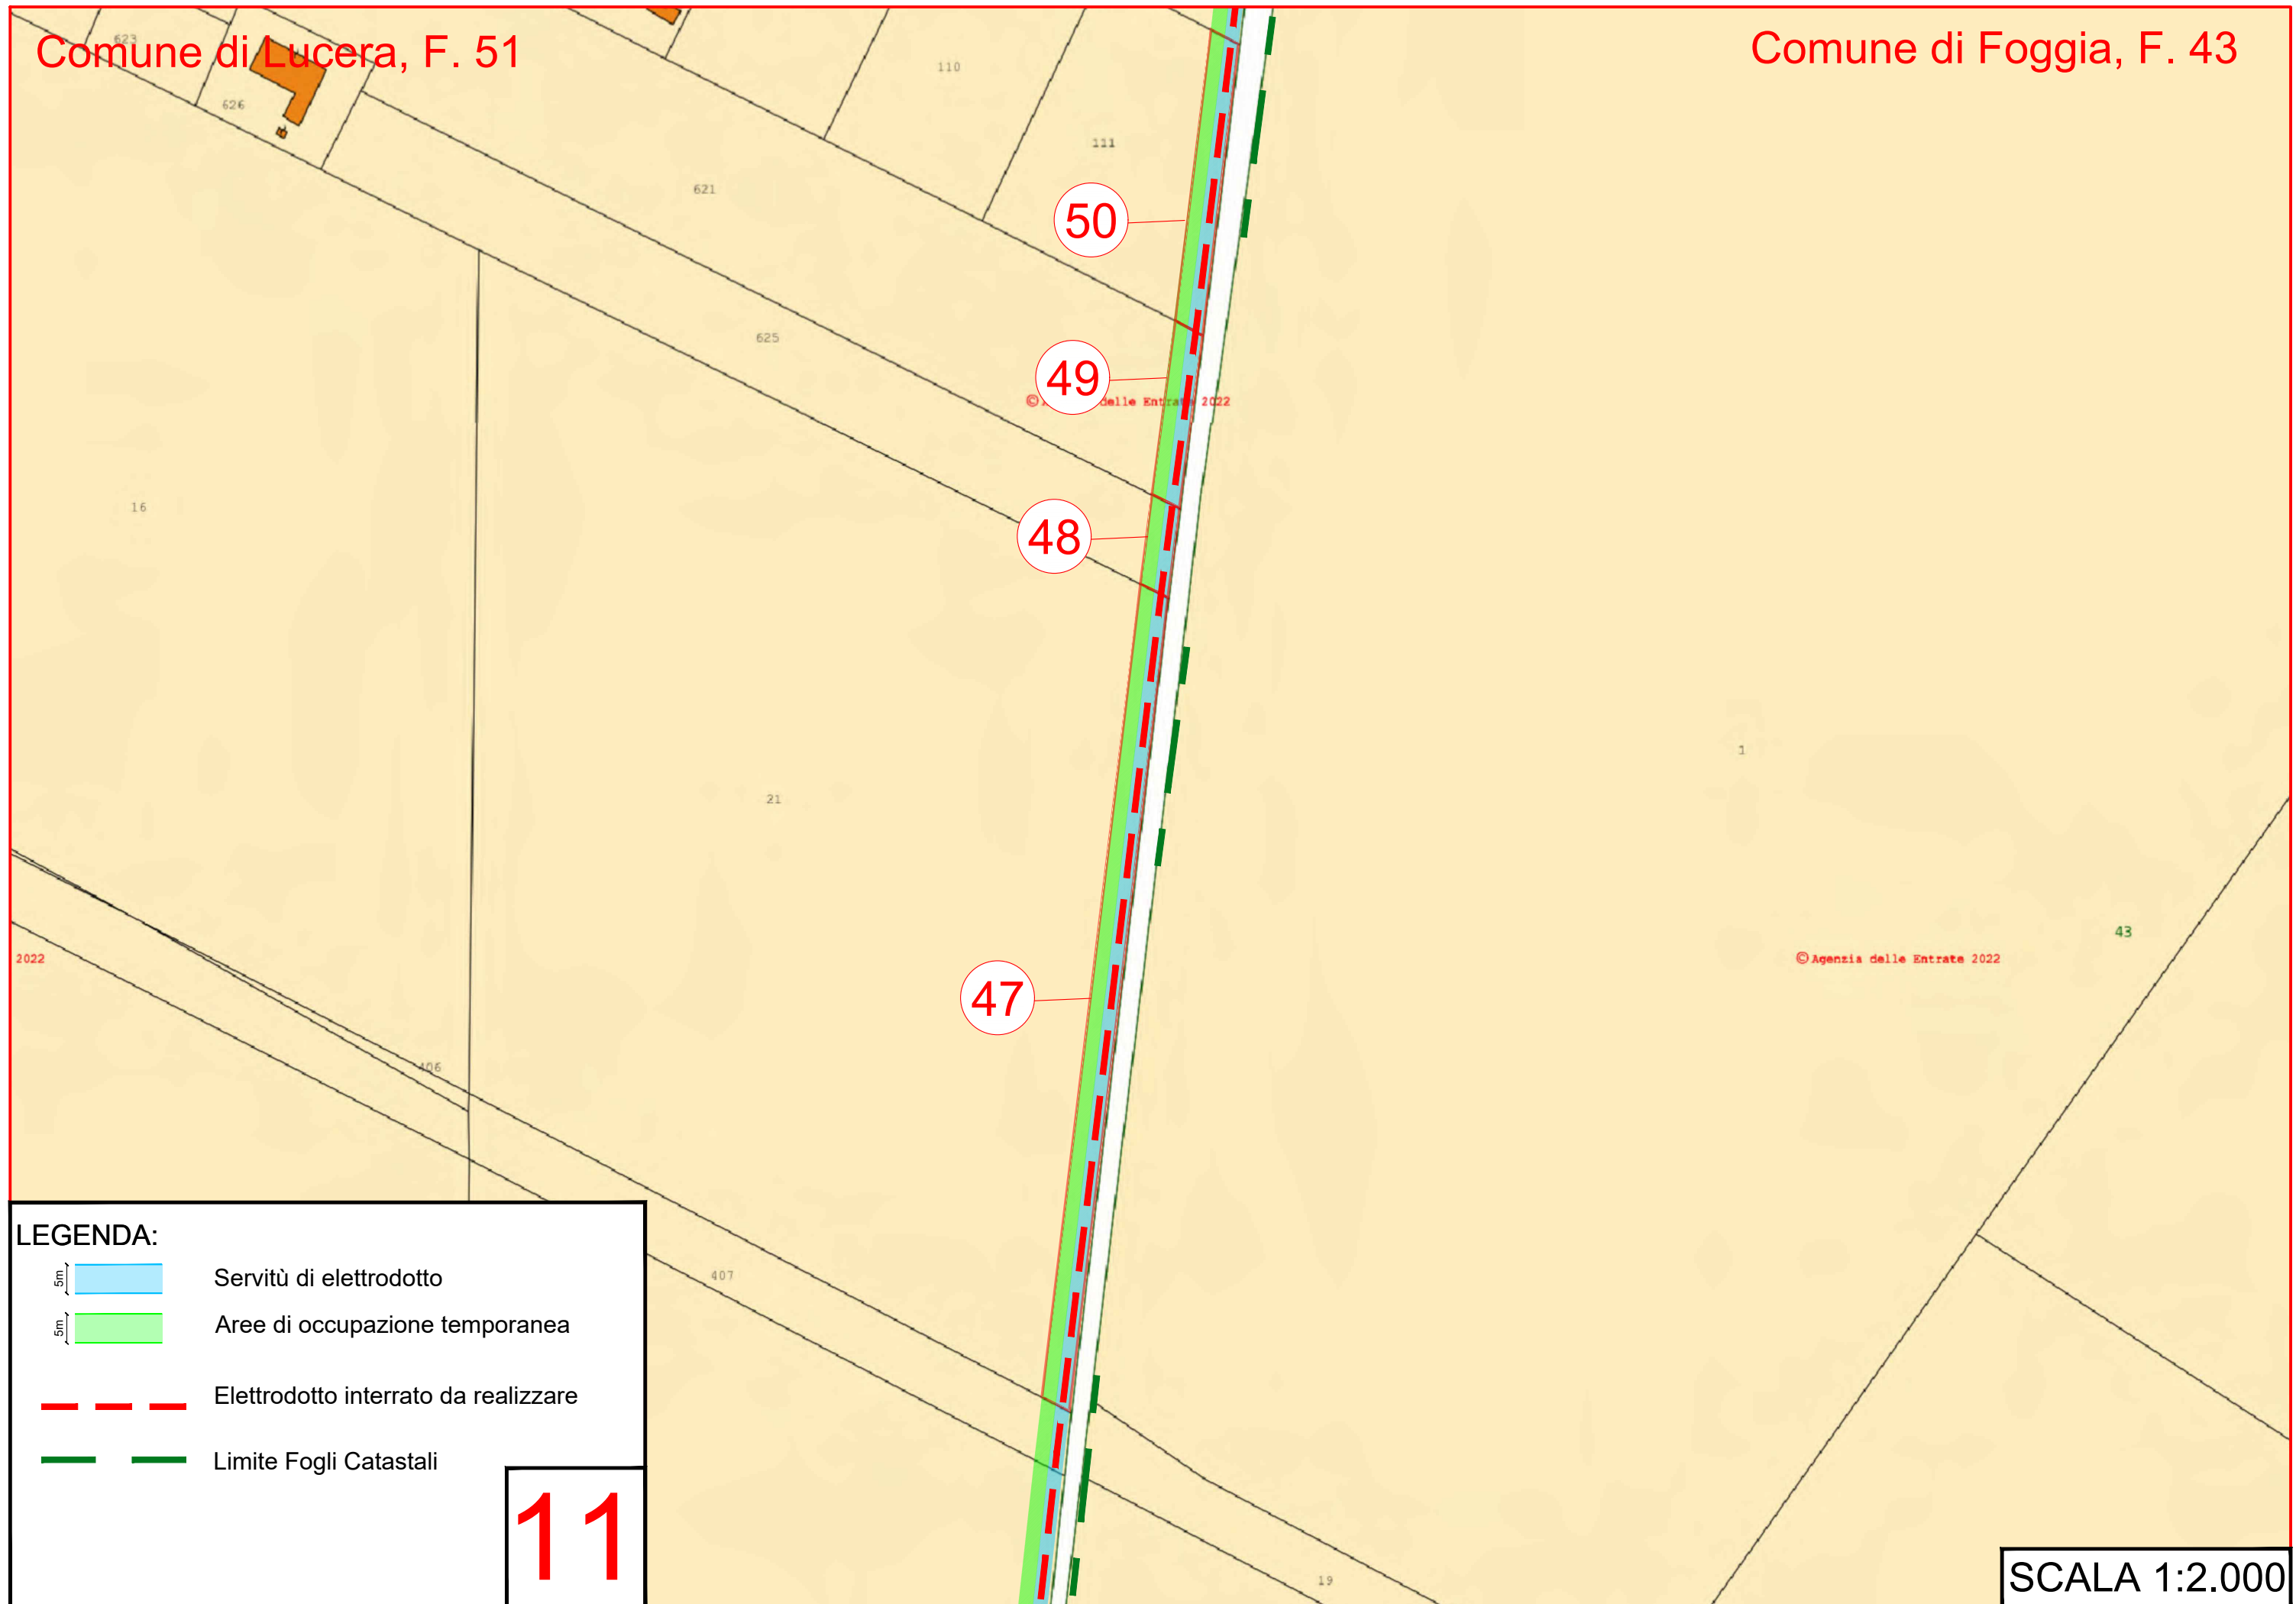 Comune di Lucera, F. 51
Comune di Foggia, F. 43
623
626
110
111
621
50
625
49
delle Entrate 2022
48
16
1
21
43
2022
© Agenzia delle Entrate 2022
47
406
407
19
LEGENDA:
5m
Servitù di elettrodotto
5m
Aree di occupazione temporanea
Elettrodotto interrato da realizzare
Limite Fogli Catastali
11
SCALA 1:2.000